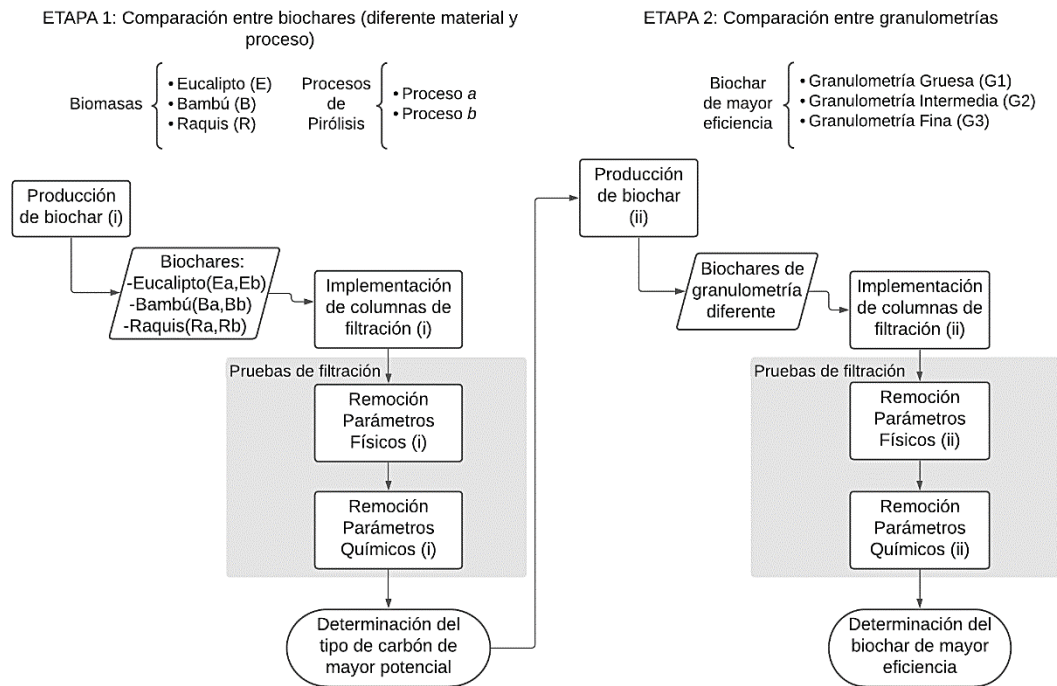 ETAPA 1: Comparación entre biochares (diferente material y
proceso)
Biomasas
• Eucalipto (E)
• Bambú (B)
• Raquis (R)
Procesos
de
Pirólisis
• Proceso a
• Proceso b
Producción
de biochar (i)
Biochares:
-Eucalipto(Ea,Eb)
-Bambú(Ba,Bb)
-Raquis(Ra,Rb)
Implementación
de columnas de
filtración (i)
Pruebas de filtración
Remoción
Parámetros
Físicos (i)
Remoción
Parámetros
Químicos (i)
Determinación del
tipo de carbón de
mayor potencial
ETAPA 2: Comparación entre granulometrías
Biochar
de mayor
eficiencia
• Granulometría Gruesa (G1)
• Granulometría Intermedia (G2)
• Granulometría Fina (G3)
Producción
de biochar
(ii)
Biochares de
granulometría
diferente
Implementación
de columnas de
filtración (ii)
Pruebas de filtración
Remoción
Parámetros
Físicos (ii)
Remoción
Parámetros
Químicos (ii)
Determinación del
biochar de mayor
eficiencia